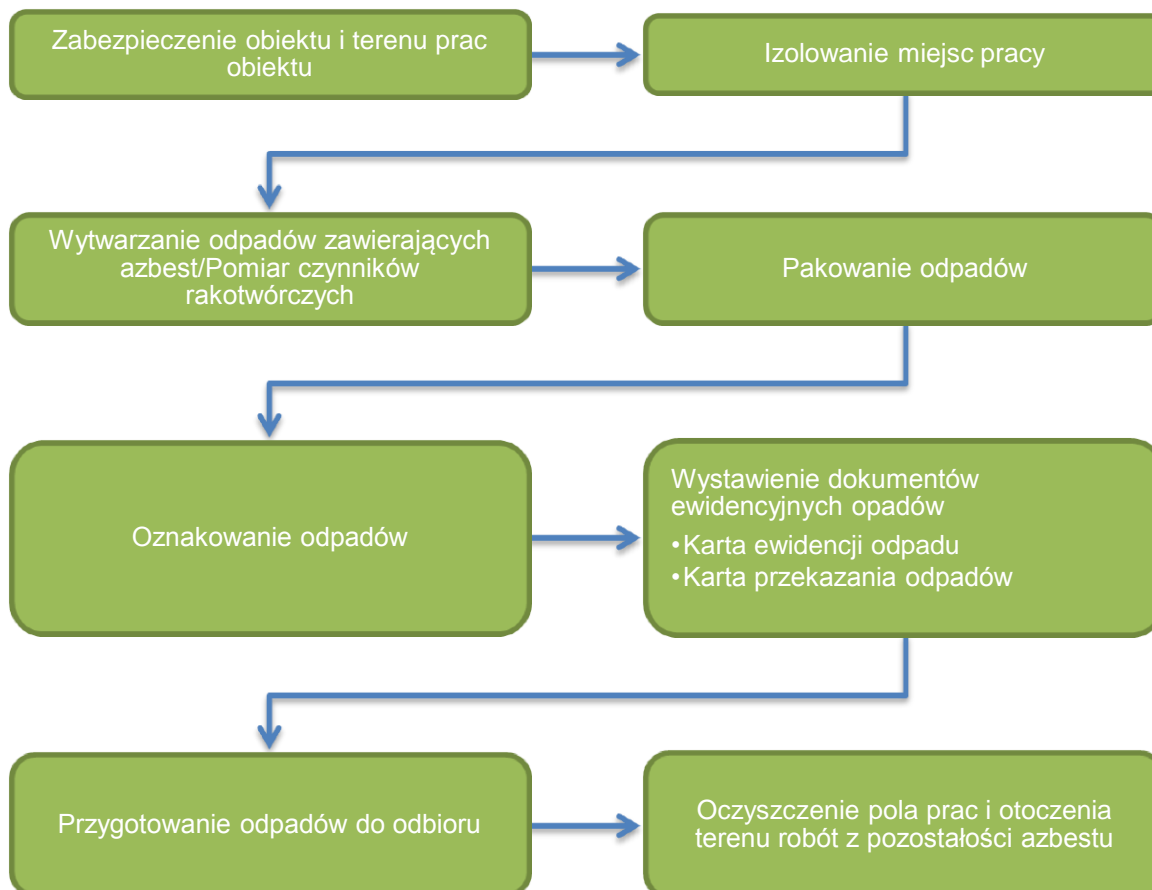 Zabezpieczenie obiektu i terenu prac
obiektu
Izolowanie miejsc pracy
Wytwarzanie odpadów zawierających
azbest/Pomiar czynników
rakotwórczych
Pakowanie odpadów
Oznakowanie odpadów
Wystawienie dokumentów
ewidencyjnych opadów
•Karta ewidencji odpadu
•Karta przekazania odpadów
Przygotowanie odpadów do odbioru
Oczyszczenie pola prac i otoczenia
terenu robót z pozostałości azbestu